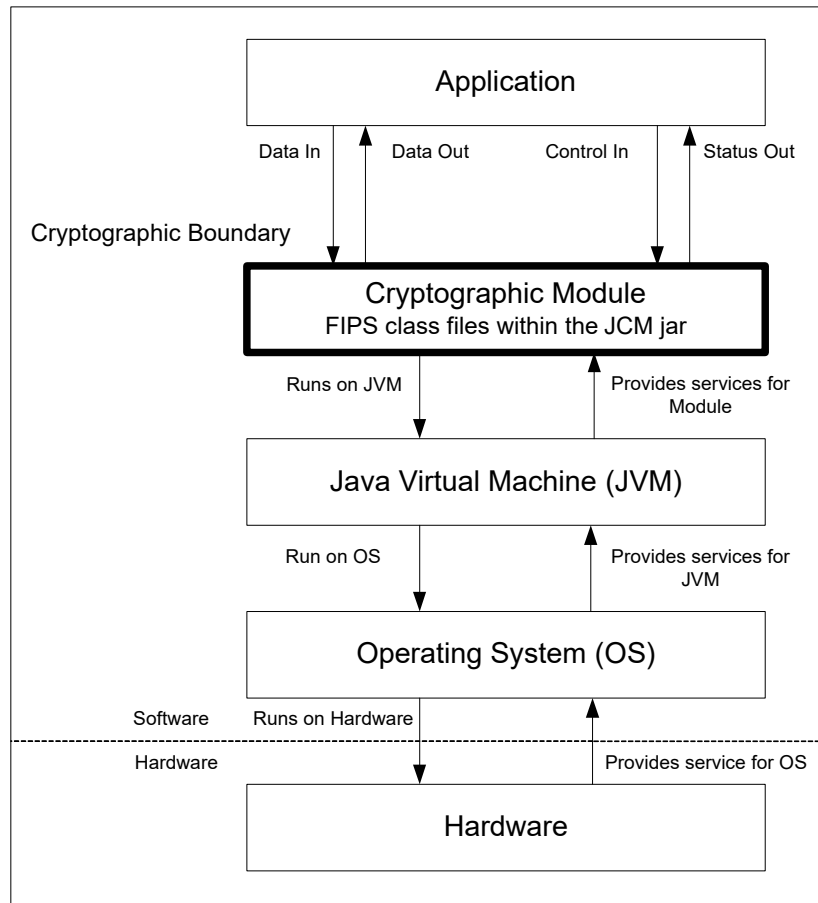 Application
Data In
Data Out
Control In
Status Out
Cryptographic Boundary
Cryptographic Module
FIPS class files within the JCM jar
Runs on JVM
Provides services for
Module
Java Virtual Machine (JVM)
Run on OS
Provides services for
JVM
Operating System (OS)
Software
Runs on Hardware
Hardware
Provides service for OS
Hardware